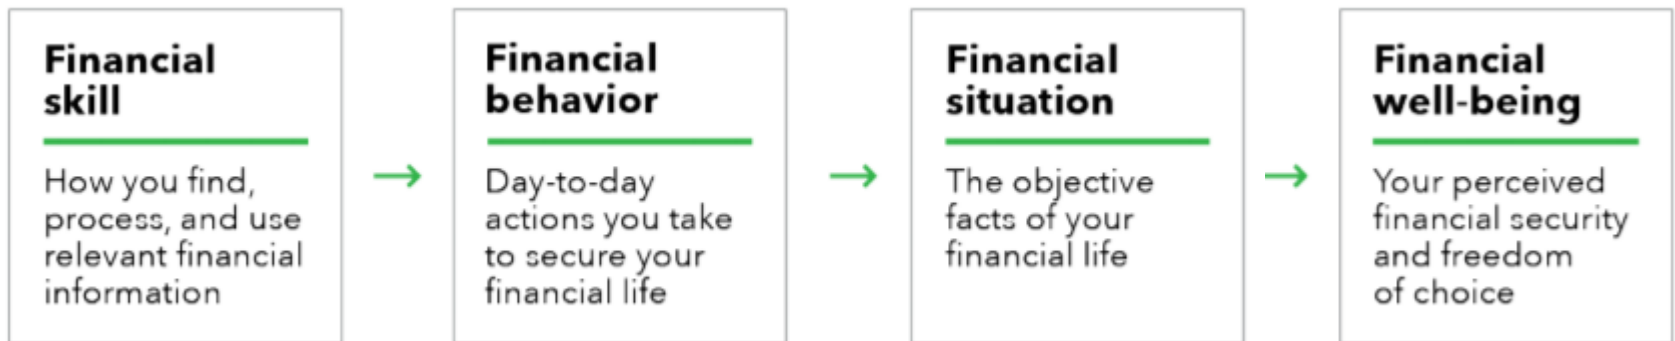 Financial
skill
How you find,
process, and use
relevant financial
information
→
Financial
behavior
Day-to-day
actions you take
to secure your
financial life
→
Financial
situation
The objective
facts of your
financial life
→
Financial
well-being
Your perceived
financial security
and freedom
of choice